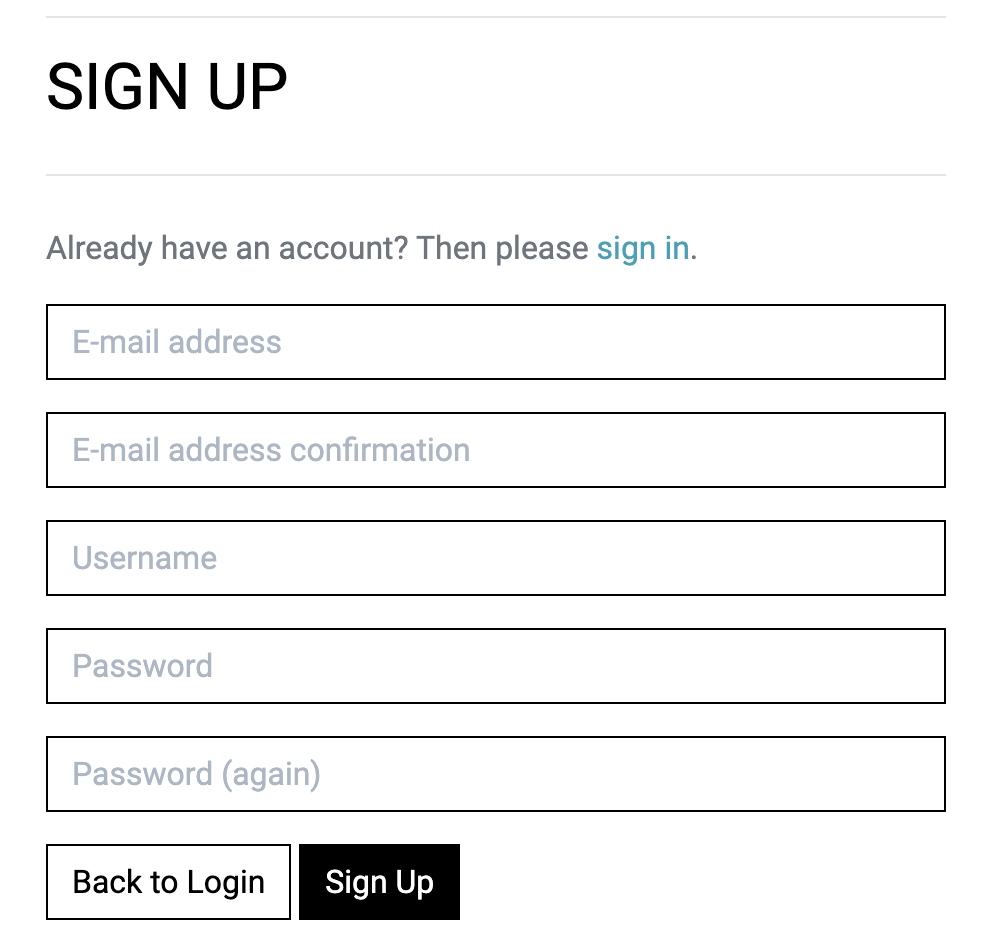 SIGN UP
Already have an account? Then please sign in.
E-mail address
E-mail address confirmation
Username
Password
Password (again)
Back to Login Sign Up